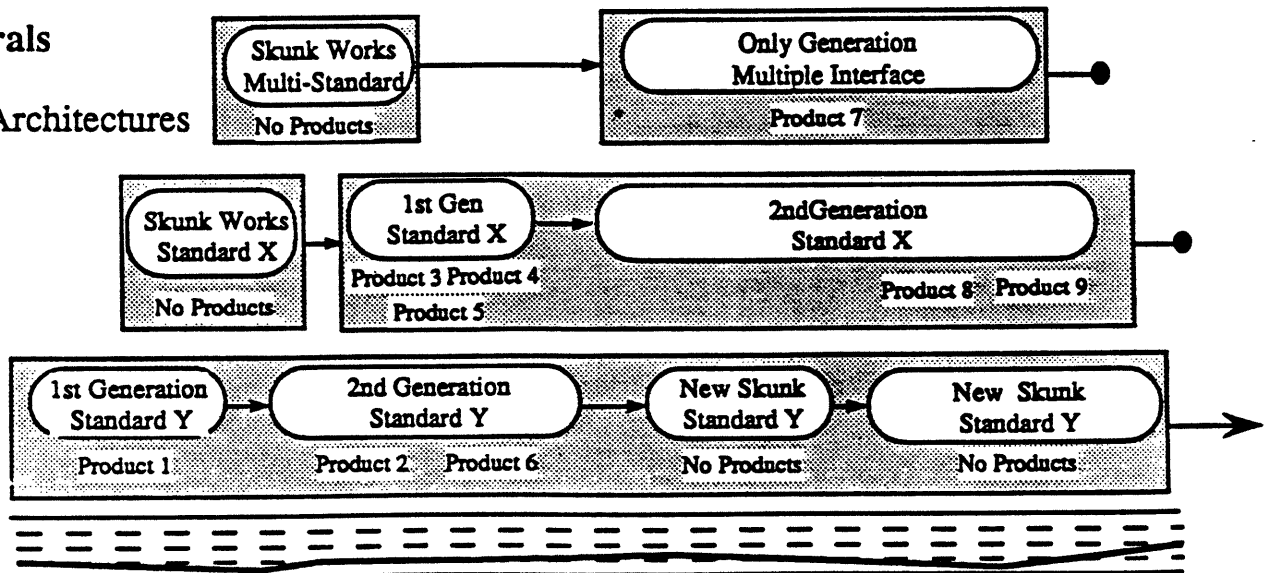 rals
Architectures
Skunk Works
Multi-Standard
No Products
Only Generation
Multiple Interface
Product 7
Skunk Works
Standard X
No Products
1st Gen
Standard X
Product 3 Product 4
Product 5
2ndGeneration
Standard X
Product 8 Product 9
1st Generation
Standard Y
Product 1
2nd Generation
Standard Y
Product 2 Product 6
New Skunk
Standard Y
No Products
New Skunk
Standard Y
No Products